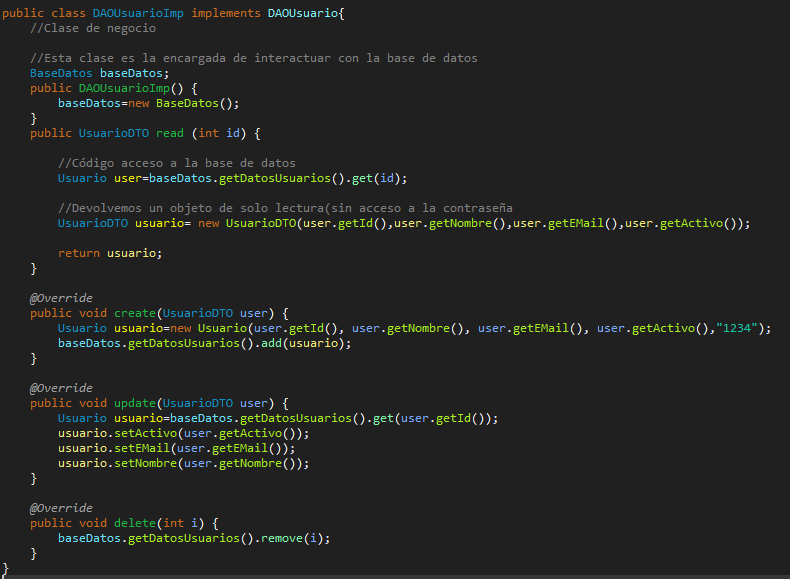 public class DAOUsuarioImp implements DAOUsuario{
//Clase de negocio
//Esta clase es la encargada de interactuar con la base de datos
BaseDatos baseDatos;
public DAOUsuarioImp() {
baseDatos=new BaseDatos();
}
public UsuarioDTO read (int id) {
//Código acceso a la base de datos
Usuario user=baseDatos.getDatosUsuarios().get(id);
//Devolvemos un objeto de solo lectura(sin acceso a la contraseña
UsuarioDTO usuario= new UsuarioDTO(user.getId(),user.getNombre(),user.getEMail(),user.getActivo());
return usuario;
}
@Override
public void create(UsuarioDTO user) {
Usuario usuario=new Usuario(user.getId(), user.getNombre(), user.getEMail(), user.getActivo(),"1234");
baseDatos.getDatosUsuarios().add(usuario);
}
@Override
public void update(UsuarioDTO user) {
Usuario usuario=baseDatos.getDatosUsuarios().get(user.getId());
usuario.setActivo(user.getActivo());
usuario.setEMail(user.getEMail());
usuario.setNombre(user.getNombre());
}
@Override
public void delete(int i) {
baseDatos.getDatosUsuarios().remove(i);
}
}